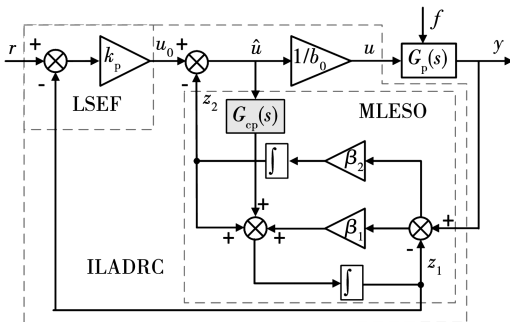 f
r + k_p u_0 + û 1/b_0 u G_p(s) y
-
LSEF
-
z_2
MLESO
G_cp(s)
∫ β_2
+ +
+ + β_1
-
ILADRC
z_1
∫